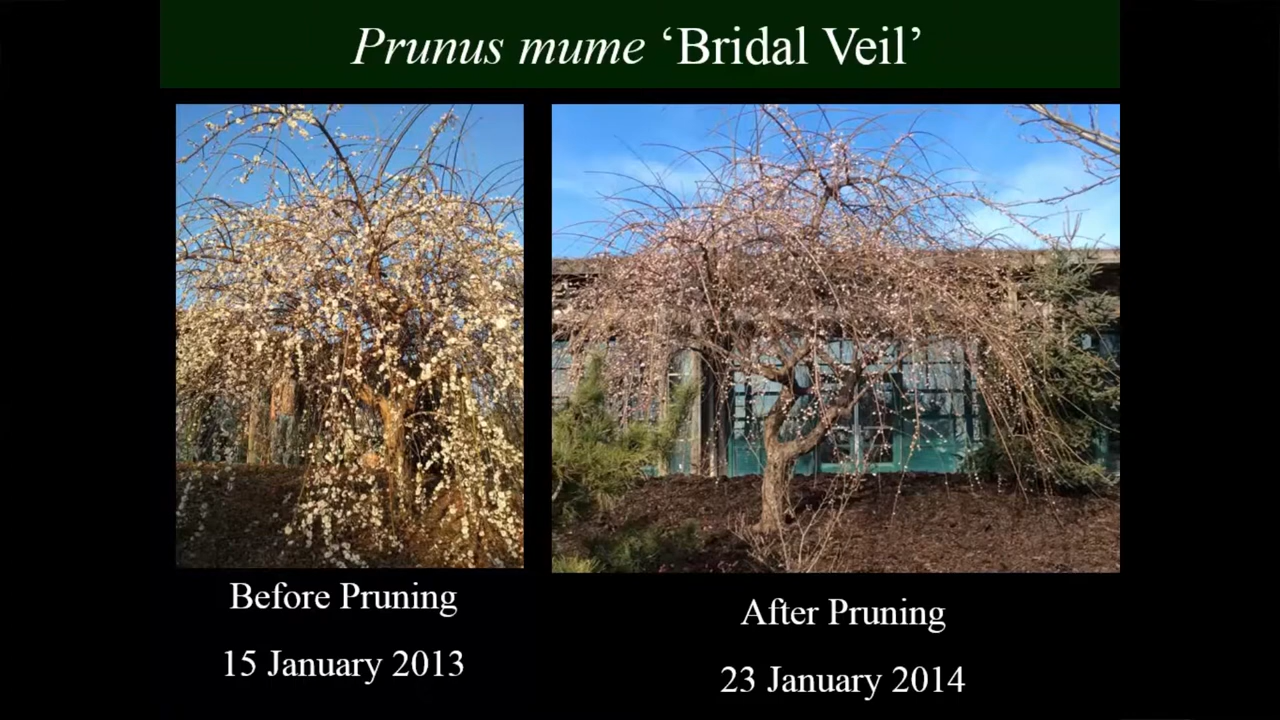 Prunus mume ‘Bridal Veil’
Before Pruning
15 January 2013
After Pruning
23 January 2014